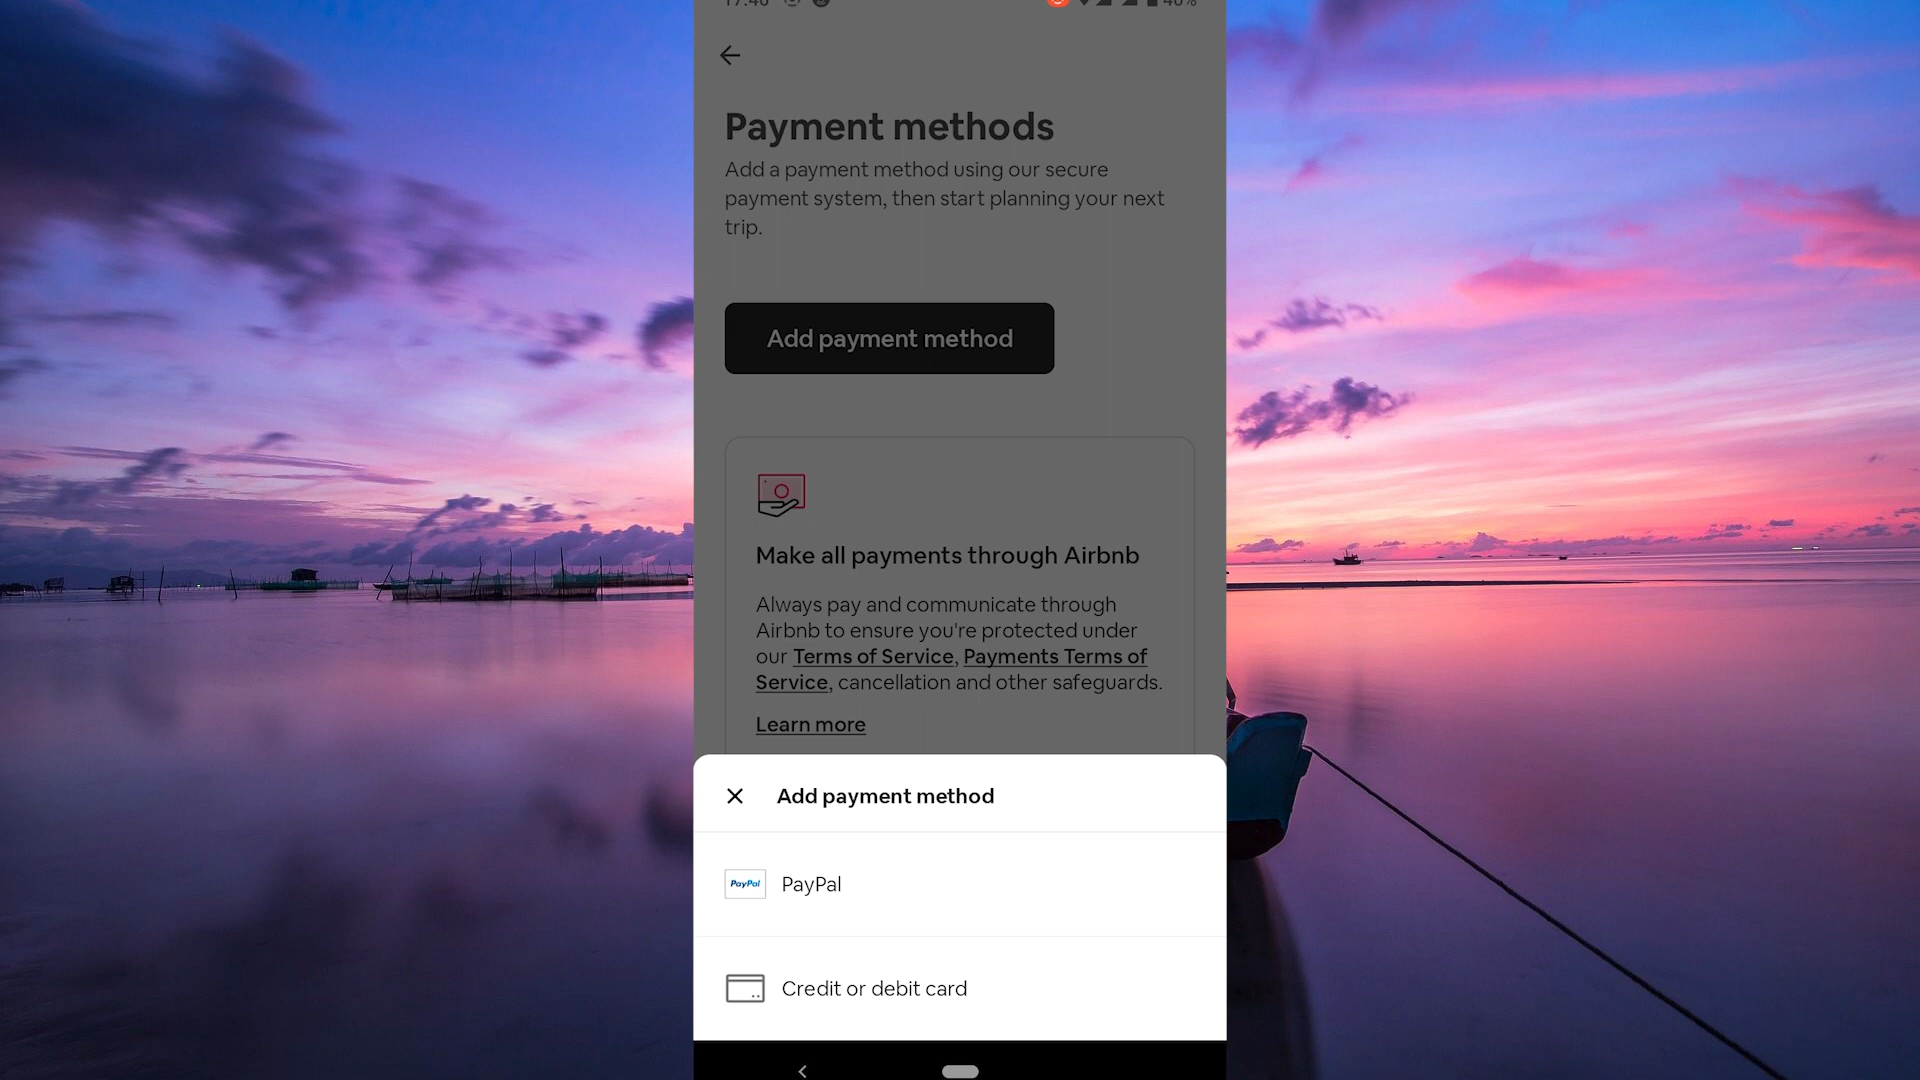 Payment methods
Add a payment method using our secure
payment system, then start planning your next
trip.
Add payment method
Make all payments through Airbnb
Always pay and communicate through
Airbnb to ensure you're protected under
our Terms of Service, Payments Terms of
Service, cancellation and other safeguards.
Learn more
Add payment method
PayPal PayPal
Credit or debit card